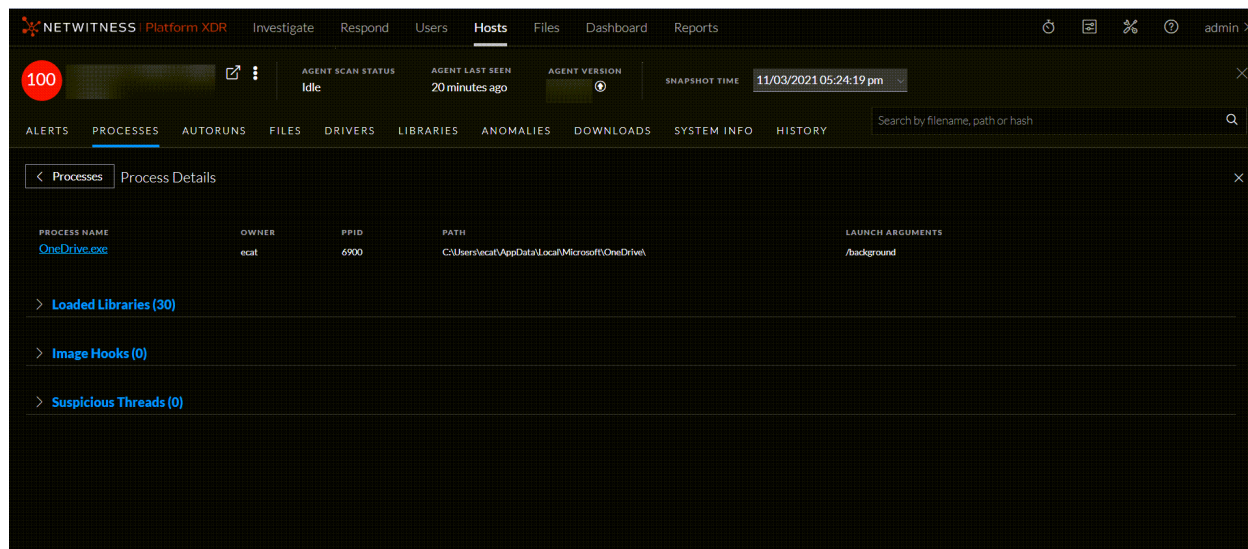 NETWITNESS Platform XDR Investigate Respond Users Hosts Files Dashboard Reports admin
100 AGENT SCAN STATUS AGENT LAST SEEN AGENT VERSION SNAPSHOT TIME 11/03/2021 05:24:19 pm
Idle 20 minutes ago
ALERTS PROCESSES AUTORUNS FILES DRIVERS LIBRARIES ANOMALIES DOWNLOADS SYSTEM INFO HISTORY Search by filename, path or hash
Processes Process Details
PROCESS NAME OWNER PPID PATH LAUNCH ARGUMENTS
OneDrive.exe ecat 6900 C:\Users\ecat\AppData\Local\Microsoft\OneDrive\ /background
Loaded Libraries (30)
Image Hooks (0)
Suspicious Threads (0)